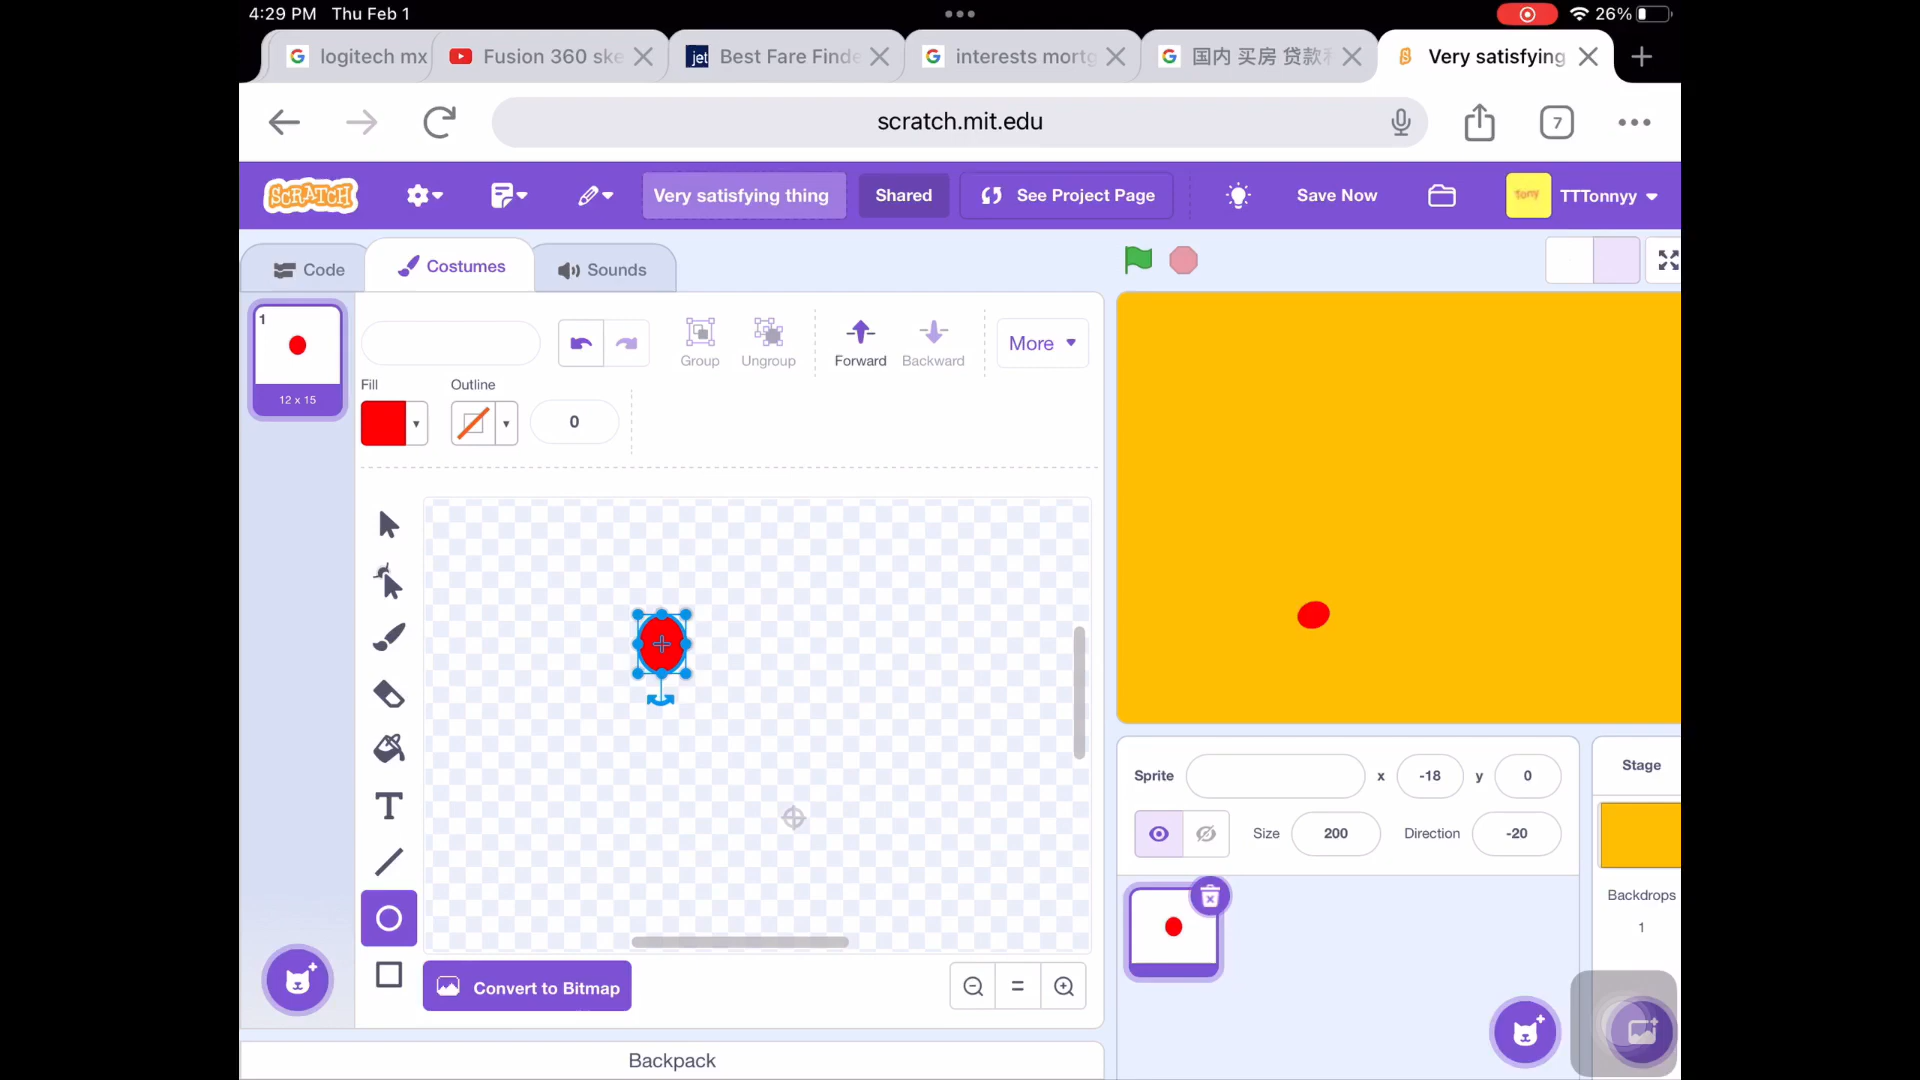 4:29 PM Thu Feb 1
26%
logitech mx
Fusion 360 ske
jet
Best Fare Finde
interests mortg
国内 买房 贷款
Very satisfying
scratch.mit.edu
7
SCRATCH
Very satisfying thing
Shared
See Project Page
Save Now
Tony
TTTonnyy
Code
Costumes
Sounds
1
12 x 15
Group
Ungroup
Forward
Backward
More
Fill
Outline
0
T
Convert to Bitmap
=
Backpack
Sprite
x
-18
y
0
Size
200
Direction
-20
Stage
Backdrops
1